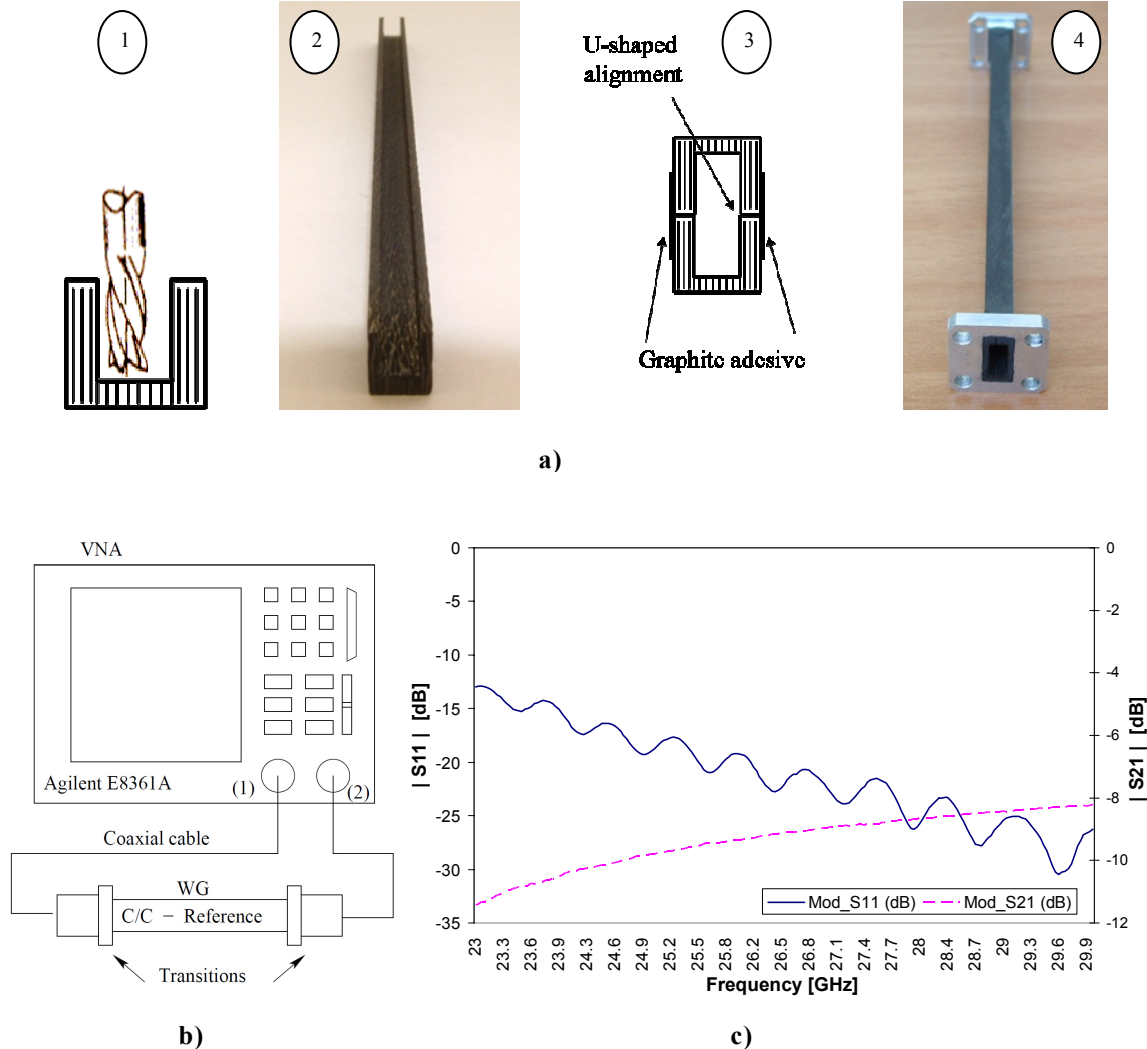 1
2
3
4
U-shaped
alignment
Graphite adesive
a)
VNA
Agilent E8361A
(1)
(2)
Coaxial cable
WG
C/C − Reference
Transitions
b)
0
-5
-10
-15
-20
-25
-30
-35
| S11 | [dB]
0
-2
-4
-6
-8
-10
-12
| S21 | [dB]
Mod_S11 (dB)
Mod_S21 (dB)
23
23.3
23.6
23.9
24.3
24.6
24.9
25.2
25.5
25.8
26.2
26.5
26.8
27.1
27.4
27.7
28
28.4
28.7
29
29.3
29.6
29.9
Frequency [GHz]
c)